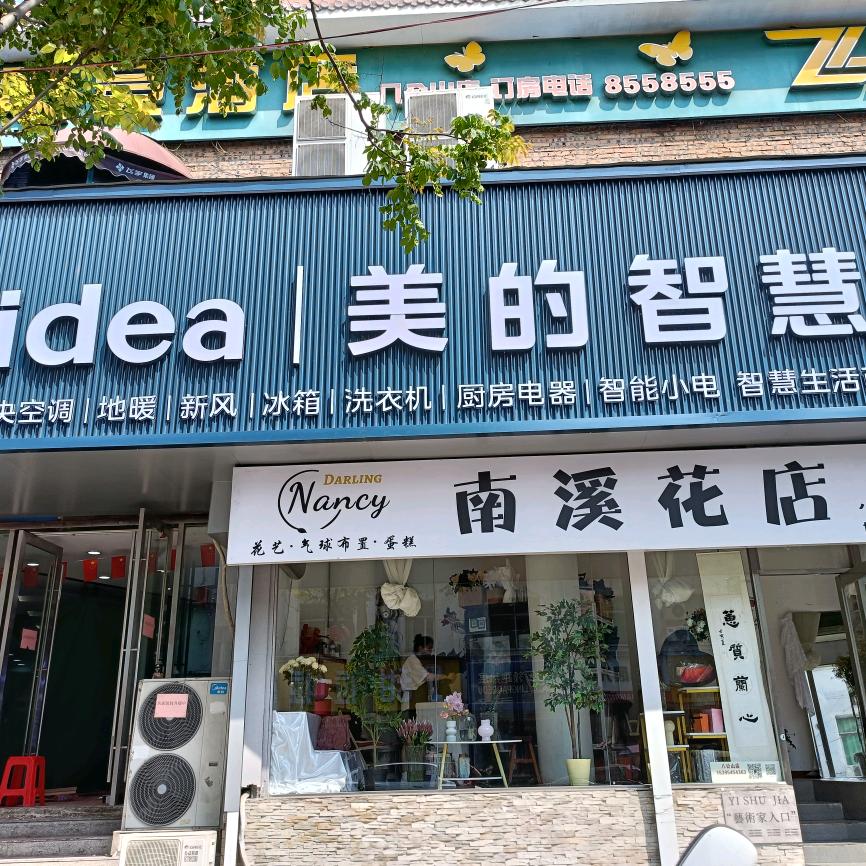 订房电话 8558555
idea | 美的智慧
央空调 | 地暖 | 新风 | 冰箱 | 洗衣机 | 厨房电器 | 智能小电 智慧生活
DARLING
Nancy
南溪花店
花艺·气球布置·蛋糕
蕙質蘭心
Midea
YI SHU JIA
“藝術家人口”